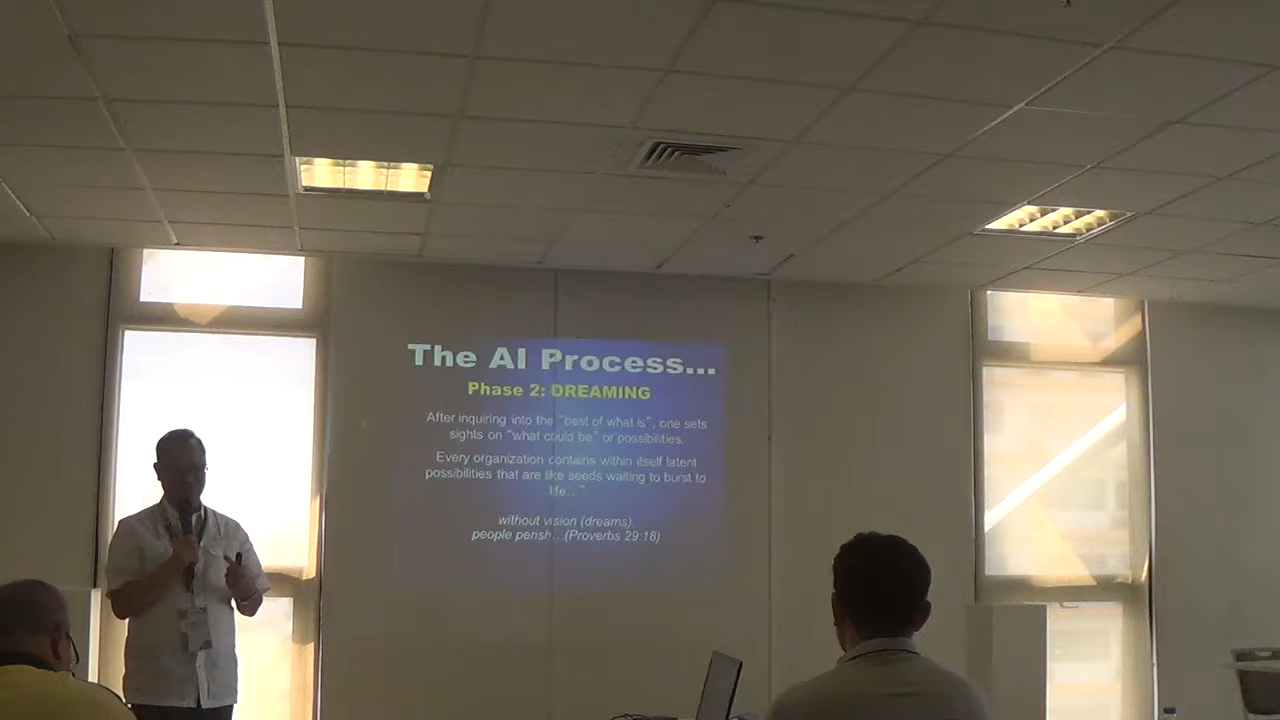 The AI Process...
Phase 2: DREAMING
After inquiring into the "best of what is", one sets
sights on "what could be" or possibilities.
Every organization contains within itself latent
possibilities that are like seeds waiting to burst to
life..."
without vision (dreams),
people perish...(Proverbs 29:18)